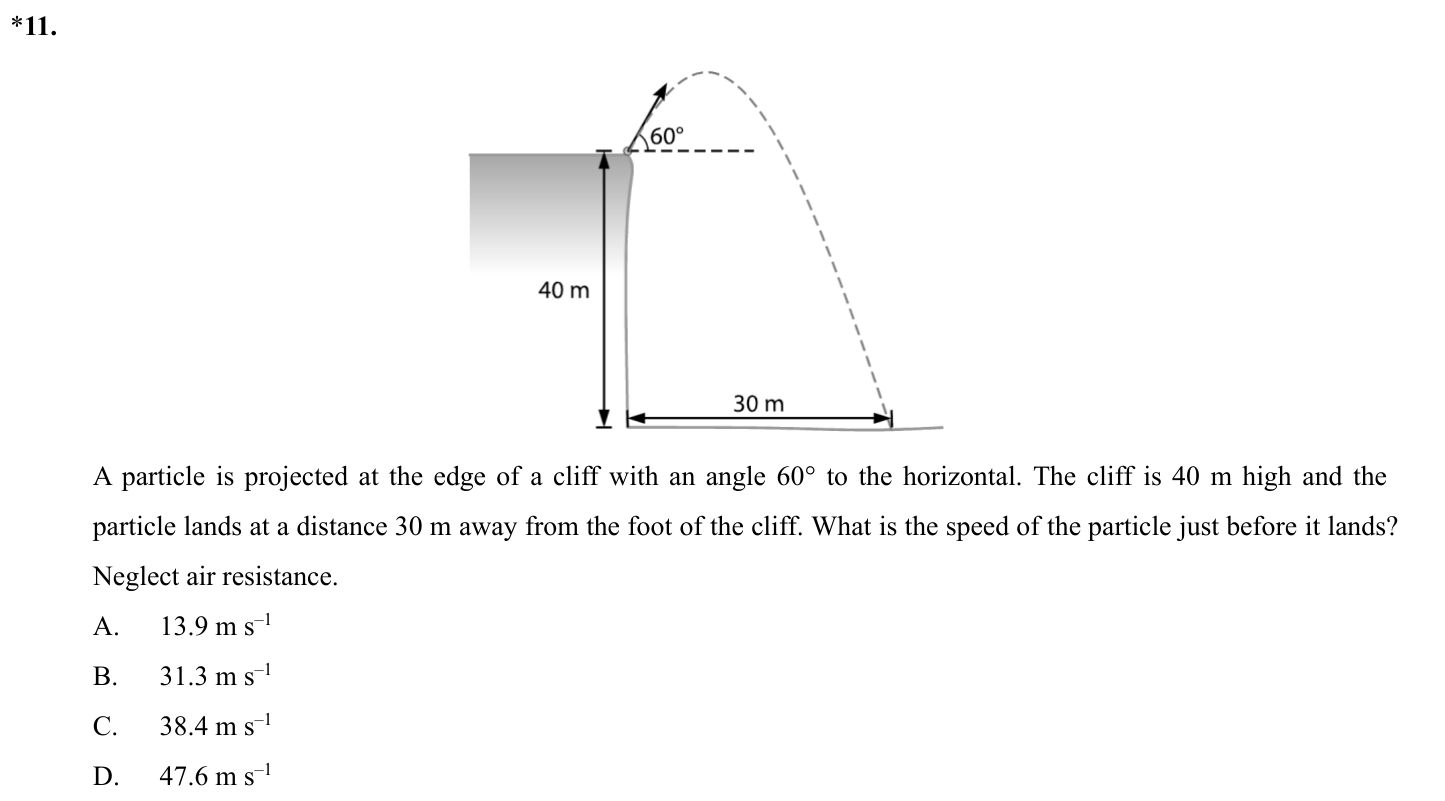 *11.
60°
40 m
30 m
A particle is projected at the edge of a cliff with an angle 60° to the horizontal. The cliff is 40 m high and the
particle lands at a distance 30 m away from the foot of the cliff. What is the speed of the particle just before it lands?
Neglect air resistance.
A. 13.9 m s⁻¹
B. 31.3 m s⁻¹
C. 38.4 m s⁻¹
D. 47.6 m s⁻¹